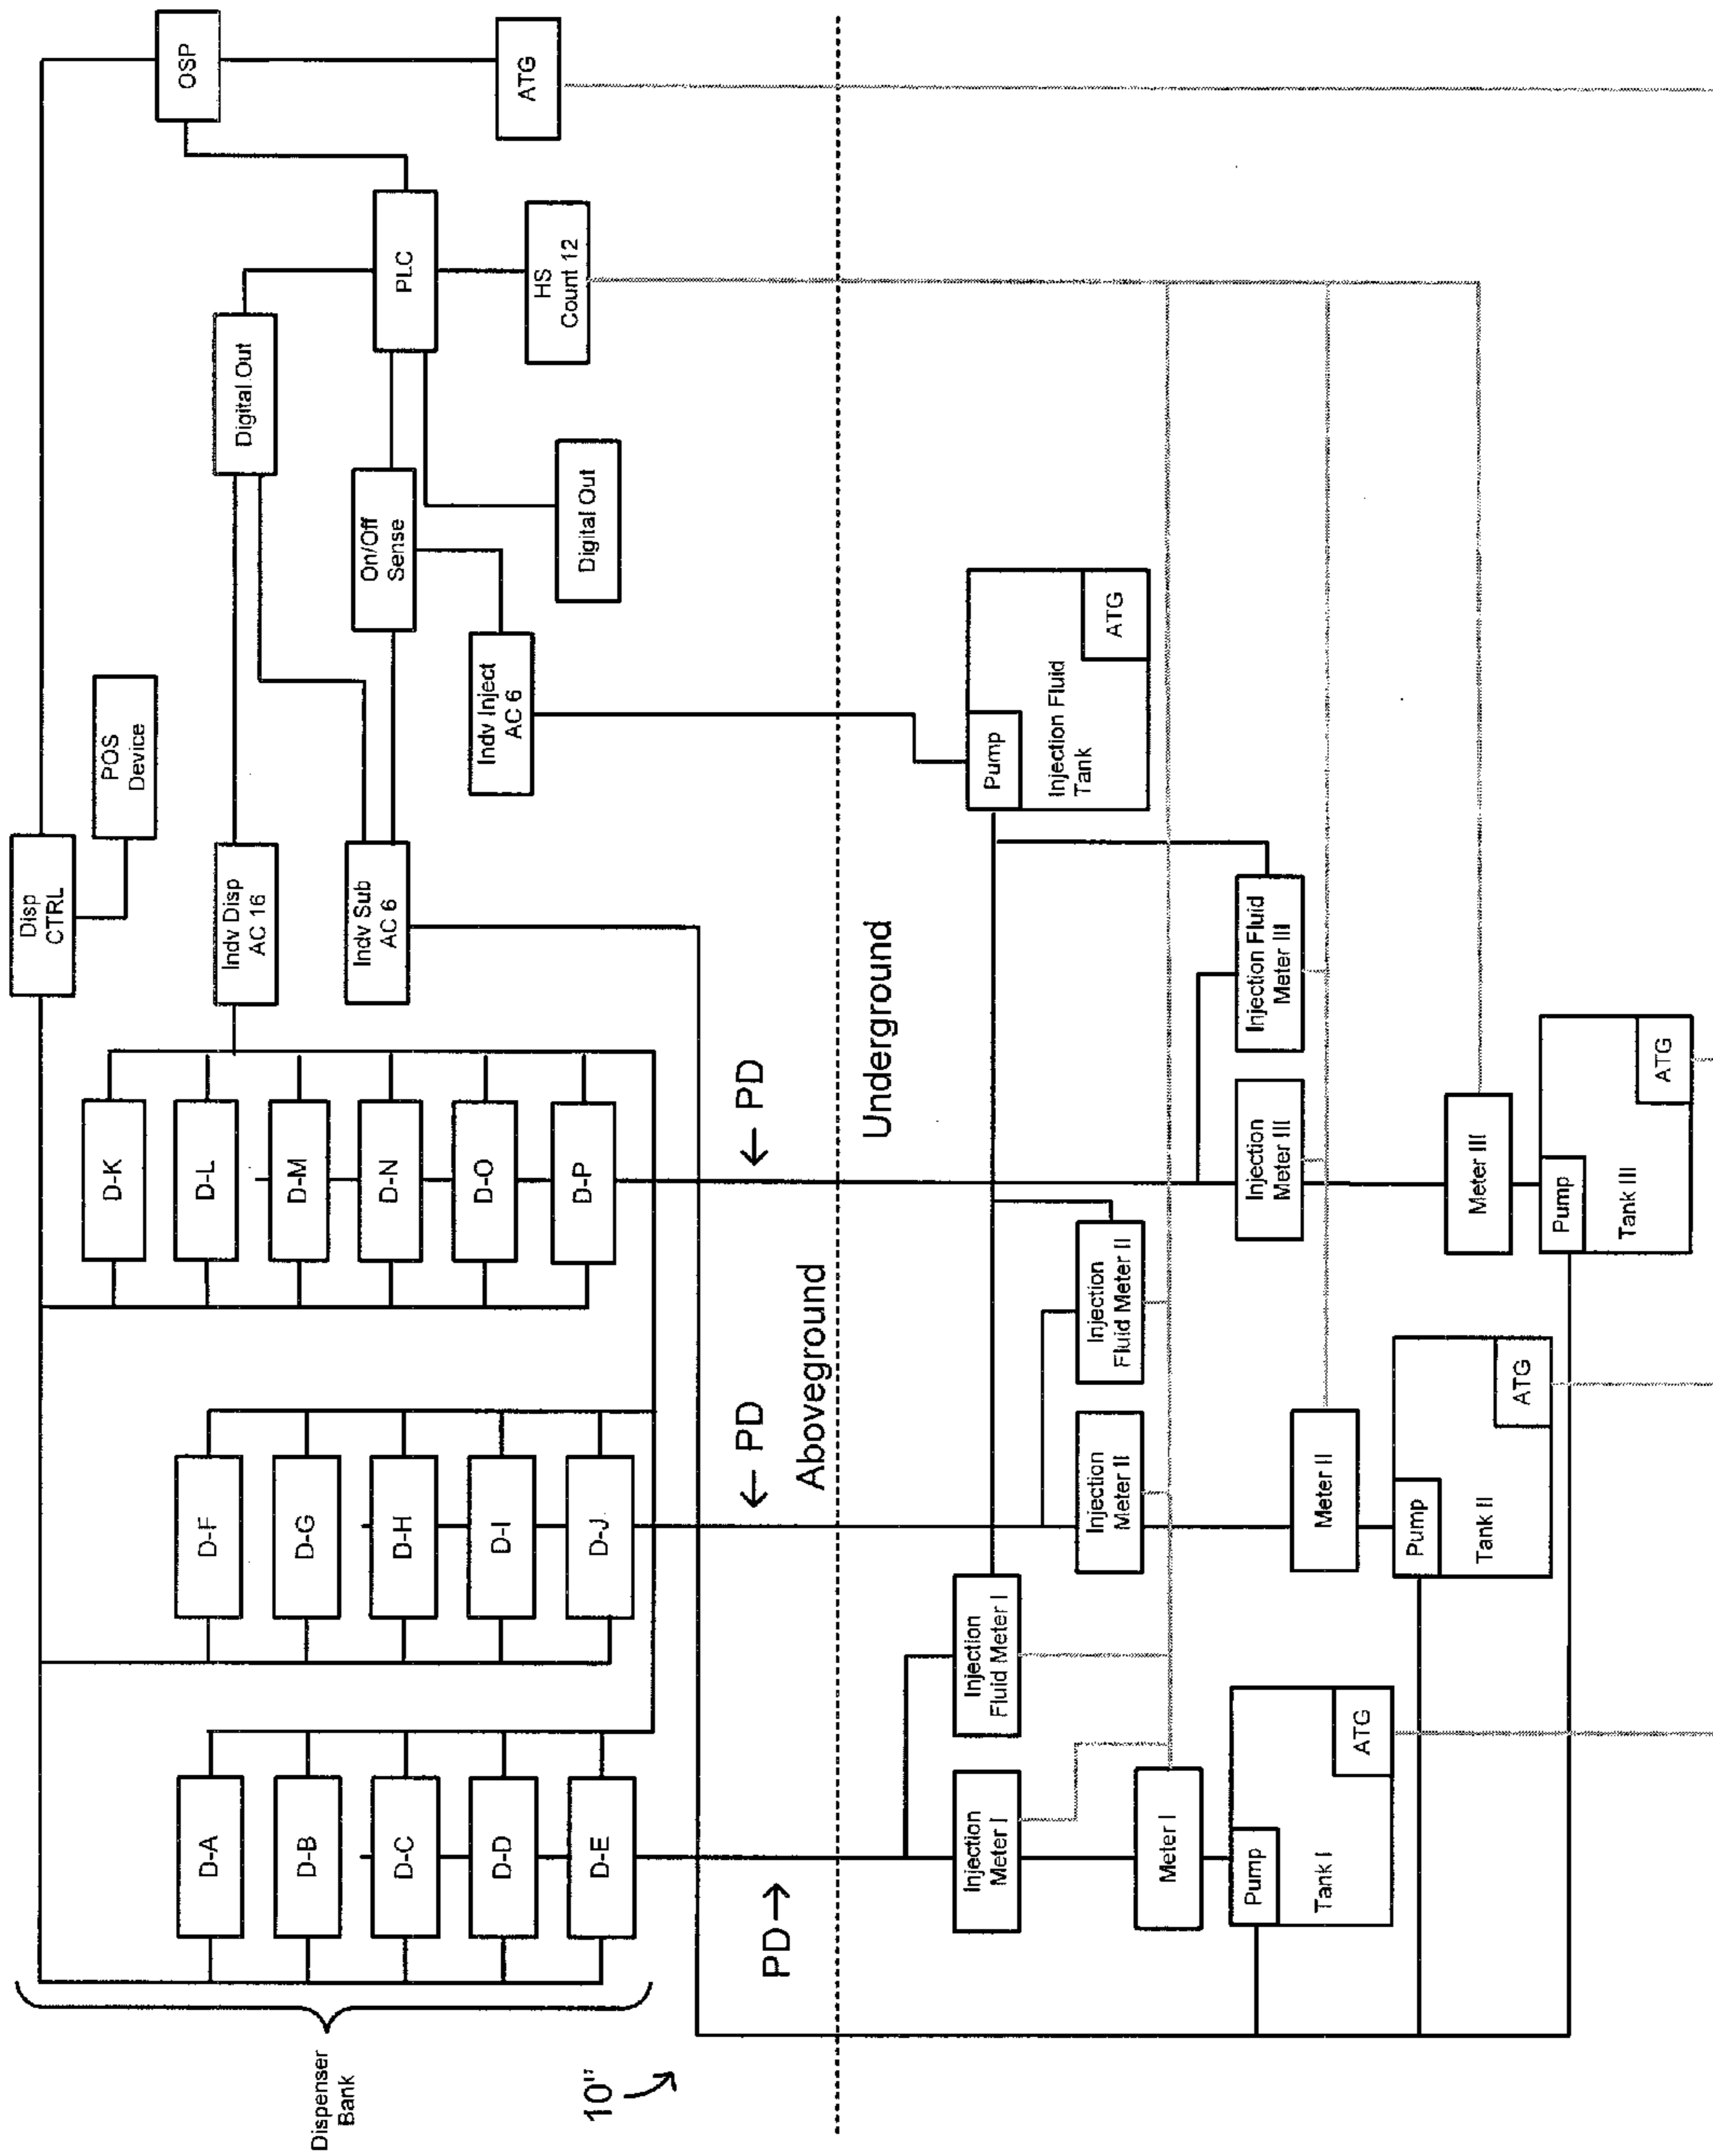 Dispenser
Bank
10"
Disp
CTRL
POS
Device
OSP
ATG
D-A
D-B
D-C
D-D
D-E
D-F
D-G
D-H
D-I
D-J
D-K
D-L
D-M
D-N
D-O
D-P
Indv Disp
AC 16
Indv Sub
AC 6
Digital Out
PLC
On/Off
Sense
Indv Inject
AC 6
Digital Out
HS
Count 12
PD→
← PD
← PD
Aboveground
Underground
Injection
Meter I
Injection
Fluid Meter I
Meter I
Pump
Tank I
ATG
Injection
Meter II
Injection
Fluid Meter II
Meter II
Pump
Tank II
ATG
Injection
Meter III
Injection Fluid
Meter III
Meter III
Pump
Tank III
ATG
Pump
Injection Fluid
Tank
ATG